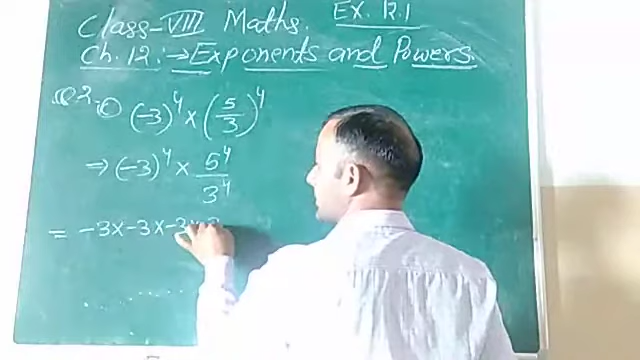 Class-VIII Maths. Ex. 12.1
Ch. 12:→ Exponents and Powers.
Q2. (-3)⁴ × (5/3)⁴
⇒ (-3)⁴ × 5⁴/3⁴
= -3×-3×-3×-3